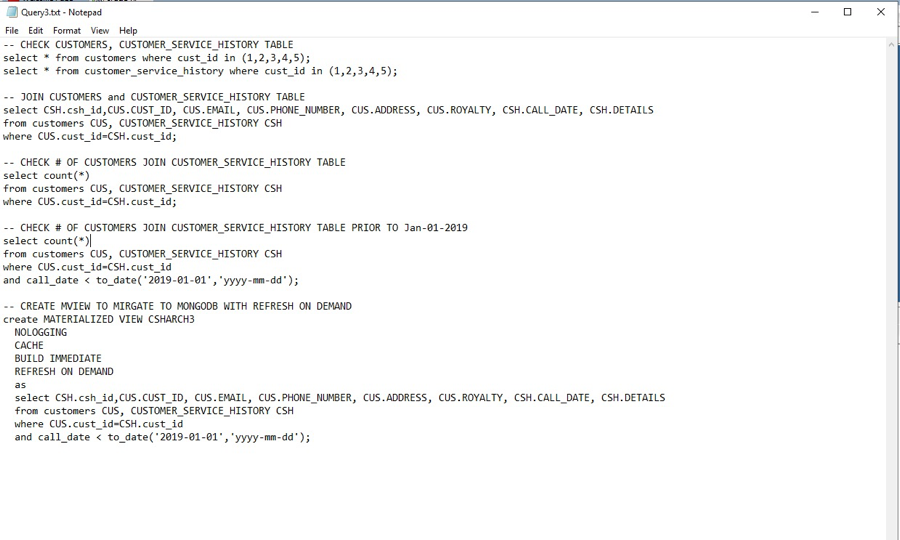 Query3.txt - Notepad
File Edit Format View Help
-- CHECK CUSTOMERS, CUSTOMER_SERVICE_HISTORY TABLE
select * from customers where cust_id in (1,2,3,4,5);
select * from customer_service_history where cust_id in (1,2,3,4,5);
-- JOIN CUSTOMERS and CUSTOMER_SERVICE_HISTORY TABLE
select CSH.csh_id,CUS.CUST_ID, CUS.EMAIL, CUS.PHONE_NUMBER, CUS.ADDRESS, CUS.ROYALTY, CSH.CALL_DATE, CSH.DETAILS
from customers CUS, CUSTOMER_SERVICE_HISTORY CSH
where CUS.cust_id=CSH.cust_id;
-- CHECK # OF CUSTOMERS JOIN CUSTOMER_SERVICE_HISTORY TABLE
select count(*)
from customers CUS, CUSTOMER_SERVICE_HISTORY CSH
where CUS.cust_id=CSH.cust_id;
-- CHECK # OF CUSTOMERS JOIN CUSTOMER_SERVICE_HISTORY TABLE PRIOR TO Jan-01-2019
select count(*)
from customers CUS, CUSTOMER_SERVICE_HISTORY CSH
where CUS.cust_id=CSH.cust_id
and call_date < to_date('2019-01-01','yyyy-mm-dd');
-- CREATE MVIEW TO MIRGATE TO MONGODB WITH REFRESH ON DEMAND
create MATERIALIZED VIEW CSHARCH3
NOLOGGING
CACHE
BUILD IMMEDIATE
REFRESH ON DEMAND
as
select CSH.csh_id,CUS.CUST_ID, CUS.EMAIL, CUS.PHONE_NUMBER, CUS.ADDRESS, CUS.ROYALTY, CSH.CALL_DATE, CSH.DETAILS
from customers CUS, CUSTOMER_SERVICE_HISTORY CSH
where CUS.cust_id=CSH.cust_id
and call_date < to_date('2019-01-01','yyyy-mm-dd');